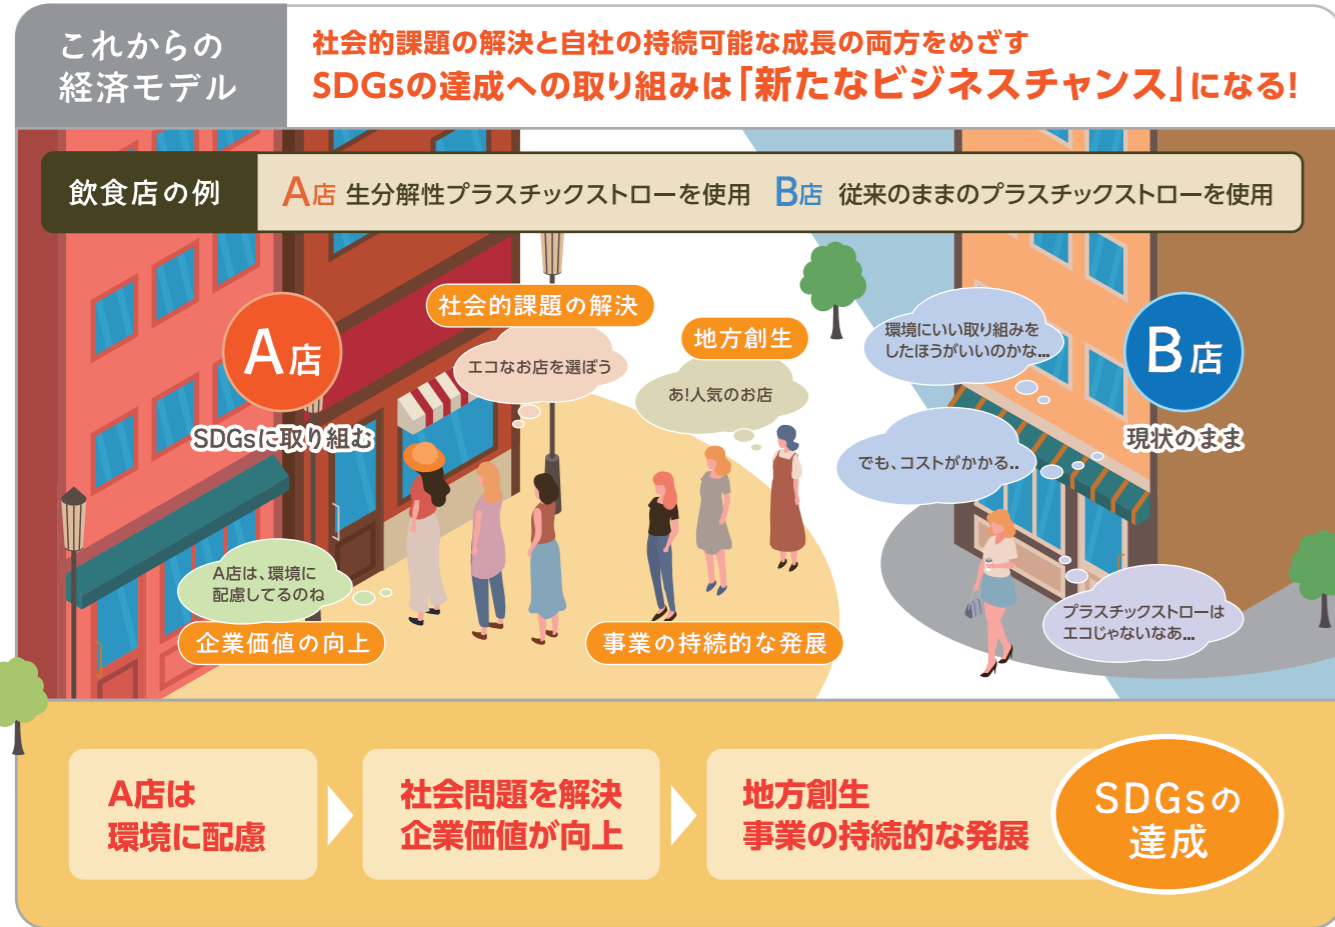 これからの
経済モデル
社会的課題の解決と自社の持続可能な成長の両方をめざす
SDGsの達成への取り組みは「新たなビジネスチャンス」になる!
飲食店の例
A店 生分解性プラスチックストローを使用 B店 従来のままのプラスチックストローを使用
社会的課題の解決
エコなお店を選ぼう
地方創生
あ!人気のお店
環境にいい取り組みを
したほうがいいのかな...
A店
SDGsに取り組む
B店
現状のまま
でも、コストがかかる..
A店は、環境に
配慮してるのね
企業価値の向上
事業の持続的な発展
プラスチックストローは
エコじゃないなあ...
A店は
環境に配慮
社会問題を解決
企業価値が向上
地方創生
事業の持続的な発展
SDGsの
達成